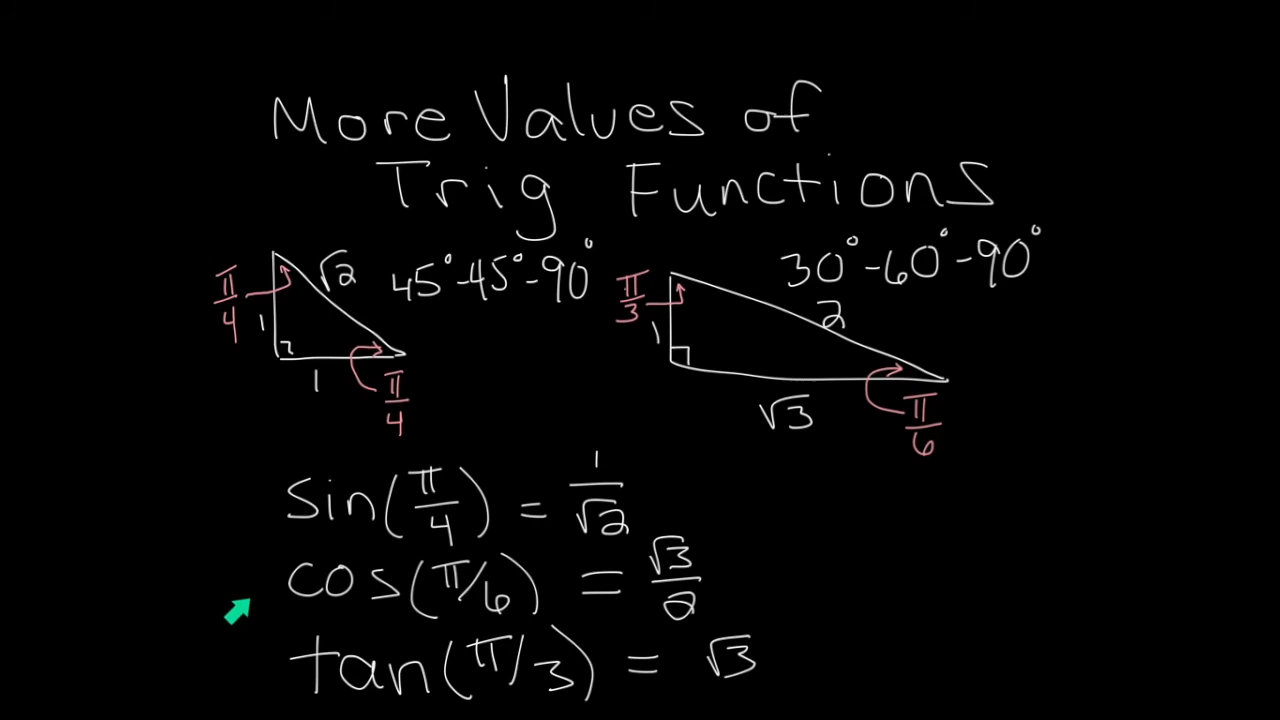 More Values of
Trig Functions
45°-45°-90°
30°-60°-90°
π/4
√2
1
1
π/4
π/3
2
1
√3
π/6
sin(π/4) = 1/√2
cos(π/6) = √3/2
tan(π/3) = √3